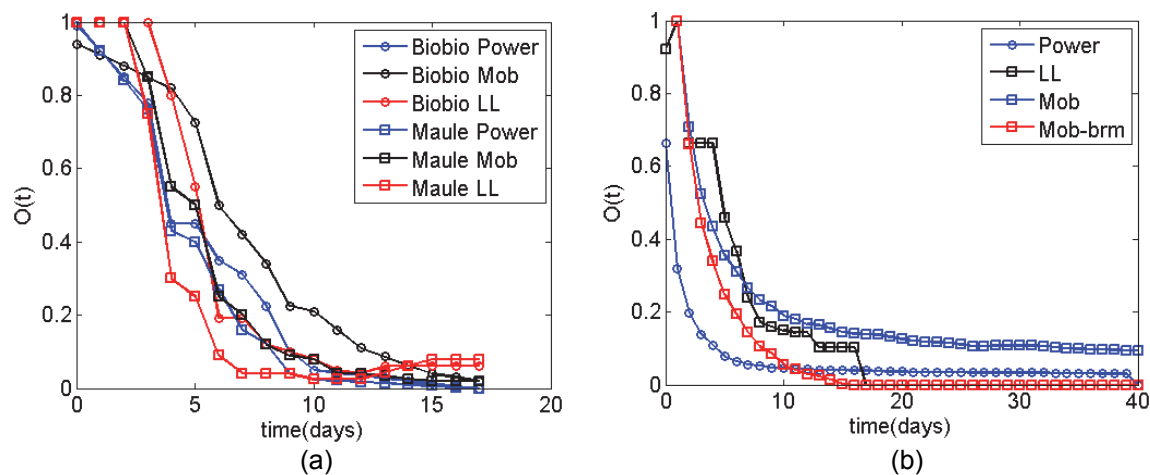 1
0.8
0.6
0.4
0.2
0
O(t)
0
5
10
15
20
time(days)
Biobio Power
Biobio Mob
Biobio LL
Maule Power
Maule Mob
Maule LL
(a)
1
0.8
0.6
0.4
0.2
0
O(t)
0
10
20
30
40
time(days)
Power
LL
Mob
Mob-brm
(b)